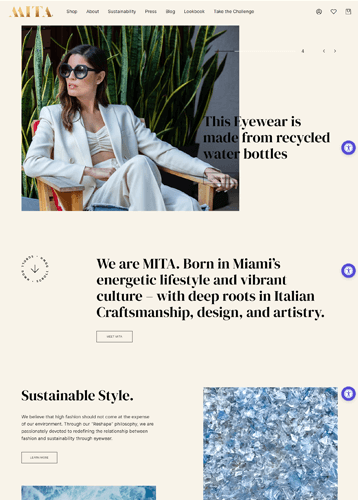 MITA
Shop About Sustainability Press Blog Lookbook Take the Challenge
This Eyewear is
made from recycled
water bottles
We are MITA. Born in Miami's
energetic lifestyle and vibrant
culture – with deep roots in Italian
Craftsmanship, design, and artistry.
MEET MITA
Sustainable Style.
We believe that high fashion should not come at the expense
of our environment. Through our "Reshape" philosophy, we are
passionately devoted to redefining the relationship between
fashion and sustainability through eyewear.
LEARN MORE